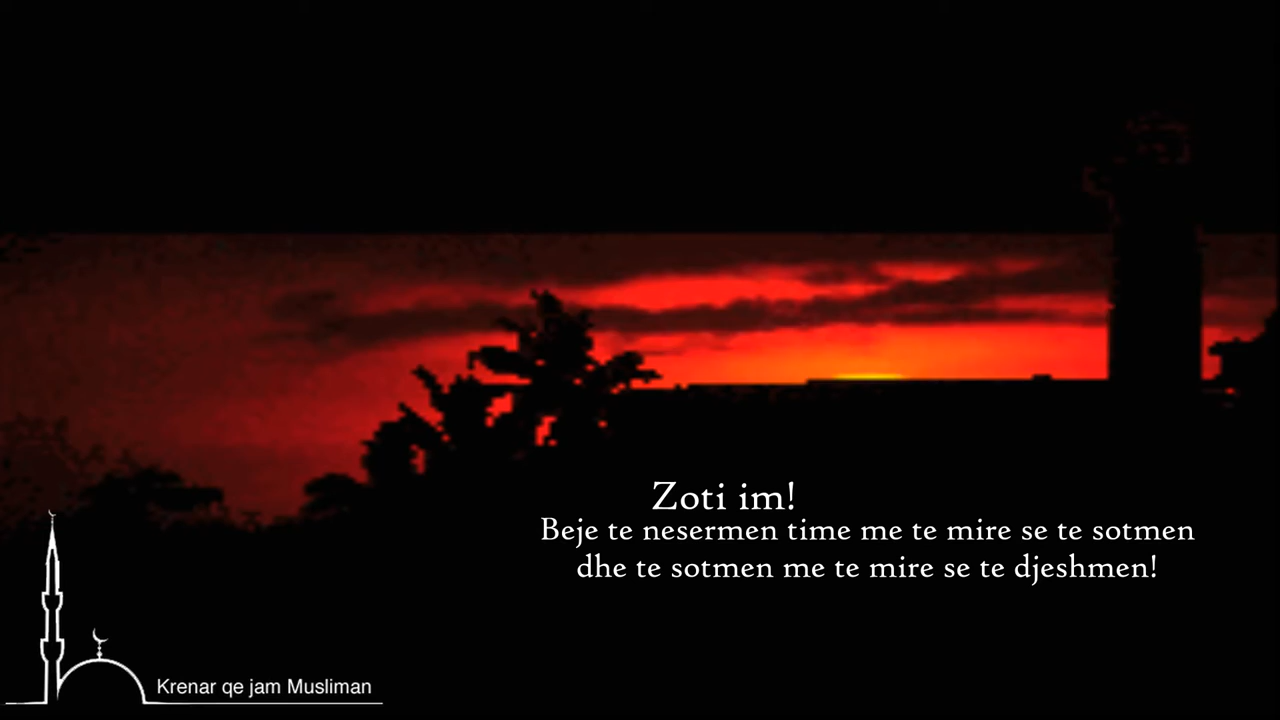 Zoti im!
Beje te nesermen time me te mire se te sotmen
dhe te sotmen me te mire se te djeshmen!
Krenar qe jam Musliman